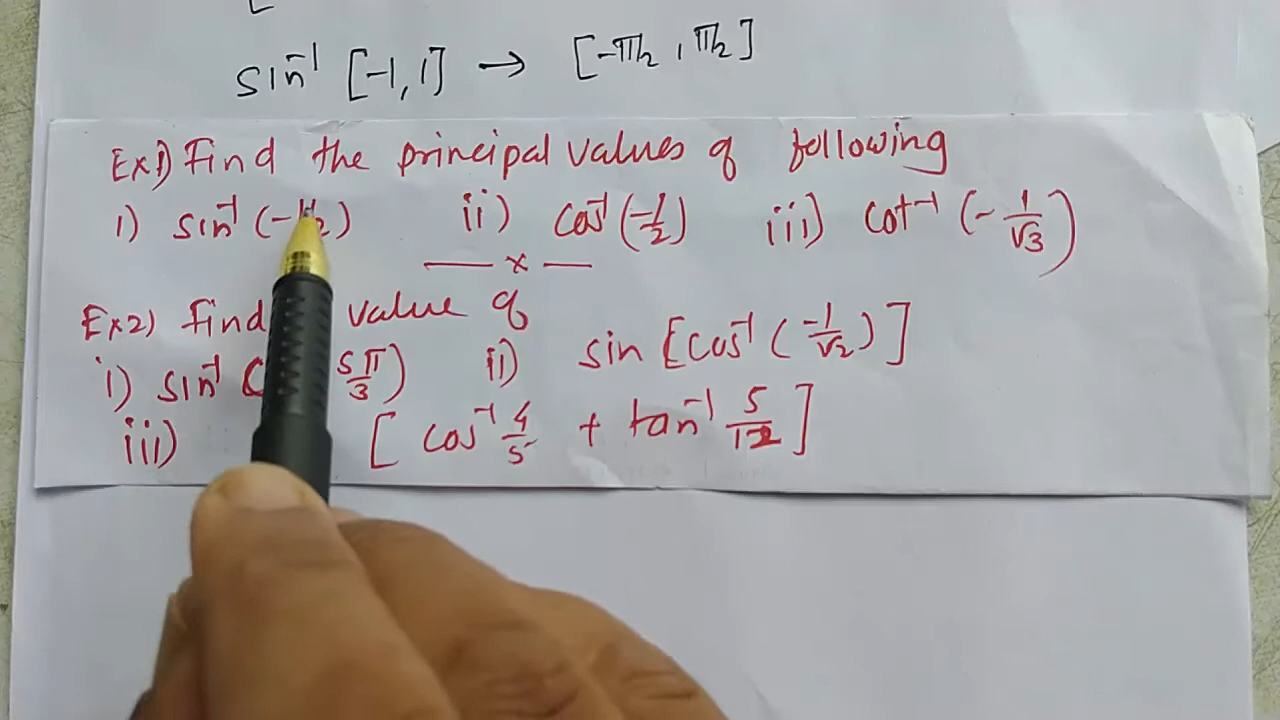 sin⁻¹ [-1, 1] → [-π/2, π/2]
Ex1) Find the principal values of following
i) sin⁻¹ (-1/2) ii) cos⁻¹ (-1/2) iii) cot⁻¹ (- 1/√3)
— x —
Ex2) Find value of
i) sin⁻¹ ( 5π/3) ii) sin [cos⁻¹ (-1/√2)]
iii) [cos⁻¹ 4/5 + tan⁻¹ 5/12]